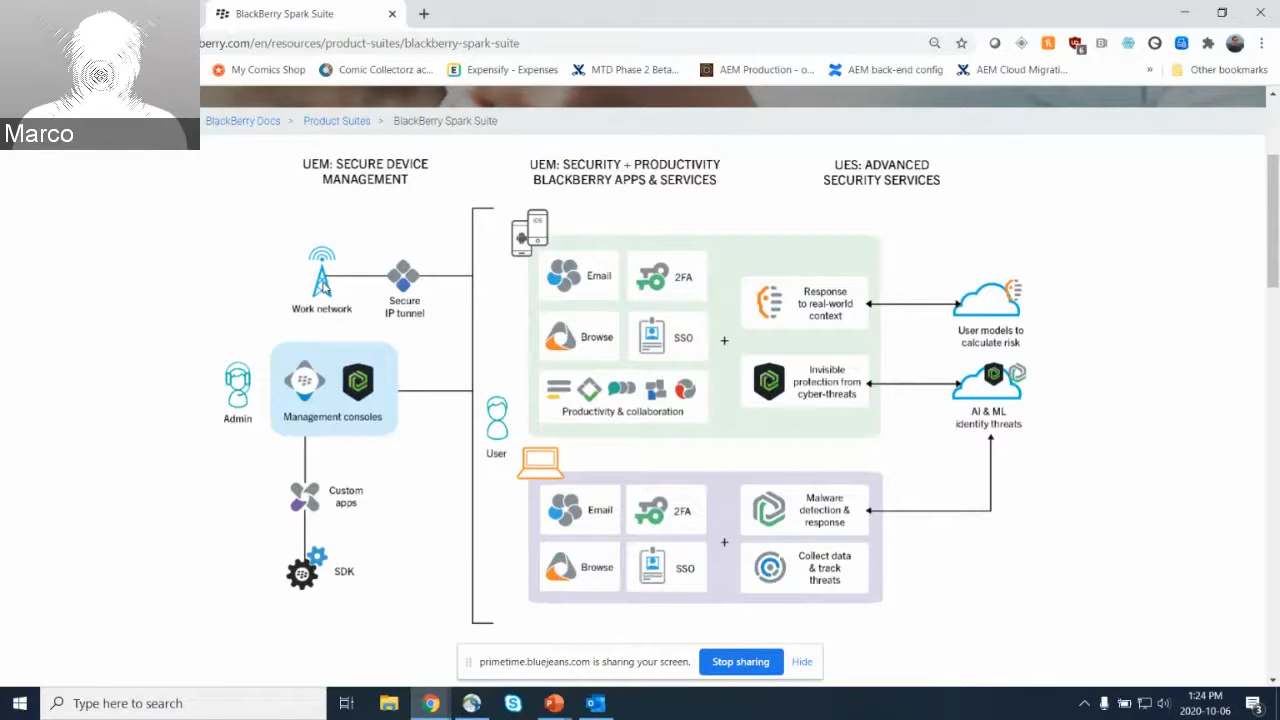 BlackBerry Spark Suite
berry.com/en/resources/product-suites/blackberry-spark-suite
6
My Comics Shop
Comic Collectorz ac...
Expensify - Expenses
MTD Phase 2 Beta...
AEM Production - o...
AEM back-end config
AEM Cloud Migrati...
»
Other bookmarks
Marco
BlackBerry Docs > Product Suites > BlackBerry Spark Suite
UEM: SECURE DEVICE
MANAGEMENT
UEM: SECURITY + PRODUCTIVITY
BLACKBERRY APPS & SERVICES
UES: ADVANCED
SECURITY SERVICES
iOS
Work network
Secure
IP tunnel
Admin
Management consoles
Custom
apps
SDK
User
Email
2FA
Browse
SSO
Productivity & collaboration
+
Response
to real-world
context
Invisible
protection from
cyber-threats
User models to
calculate risk
AI & ML
identify threats
Email
2FA
Browse
SSO
+
Malware
detection &
response
Collect data
& track
threats
primetime.bluejeans.com is sharing your screen.
Stop sharing
Hide
Type here to search
1:24 PM
2020-10-06
3